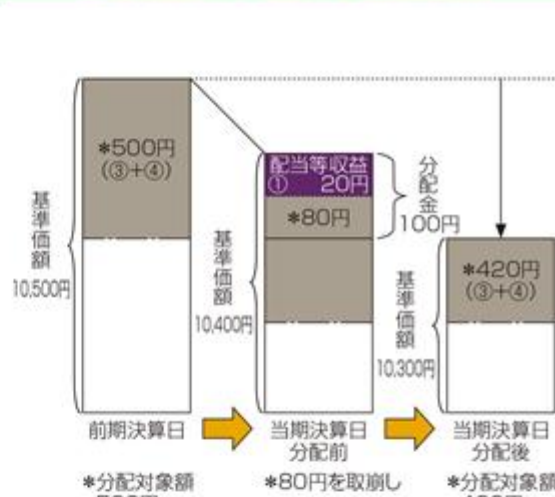 *500円
(③+④)
基準価額
10,500円
前期決算日
*分配対象額
配当等収益
① 20円
*80円
分配金
100円
基準価額
10,400円
当期決算日
分配前
*80円を取崩し
*420円
(③+④)
基準価額
10,300円
当期決算日
分配後
*分配対象額